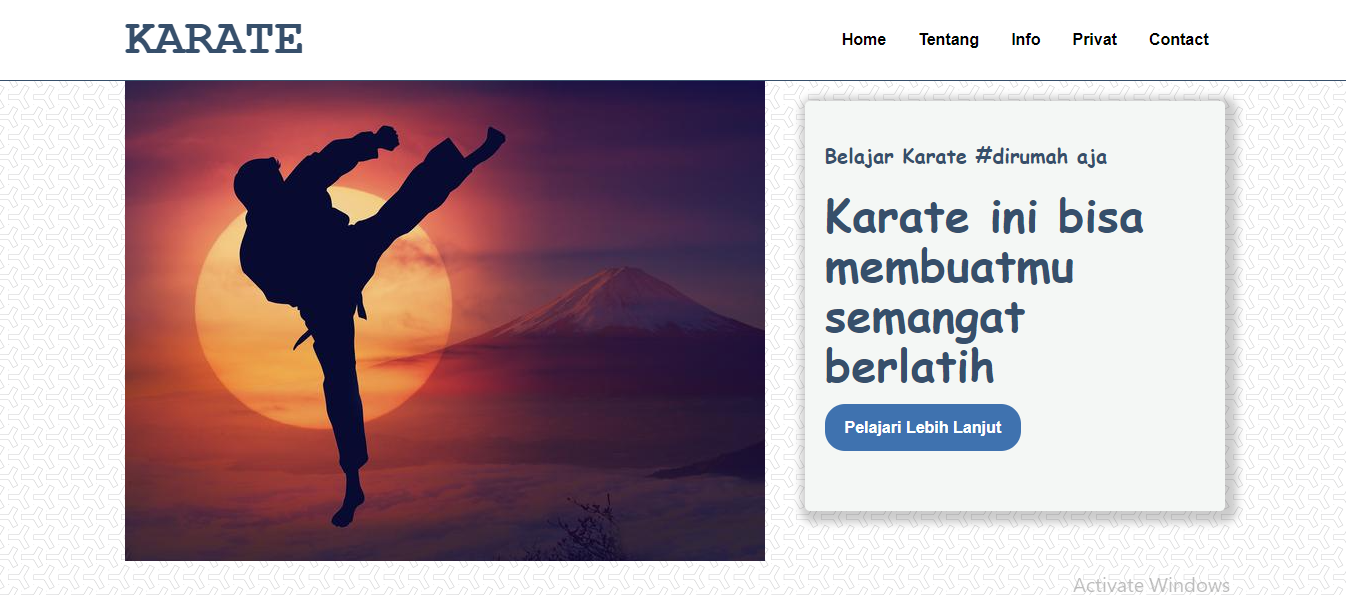 KARATE
Home Tentang Info Privat Contact
Belajar Karate #dirumah aja
Karate ini bisa
membuatmu
semangat
berlatih
Pelajari Lebih Lanjut
Activate Windows